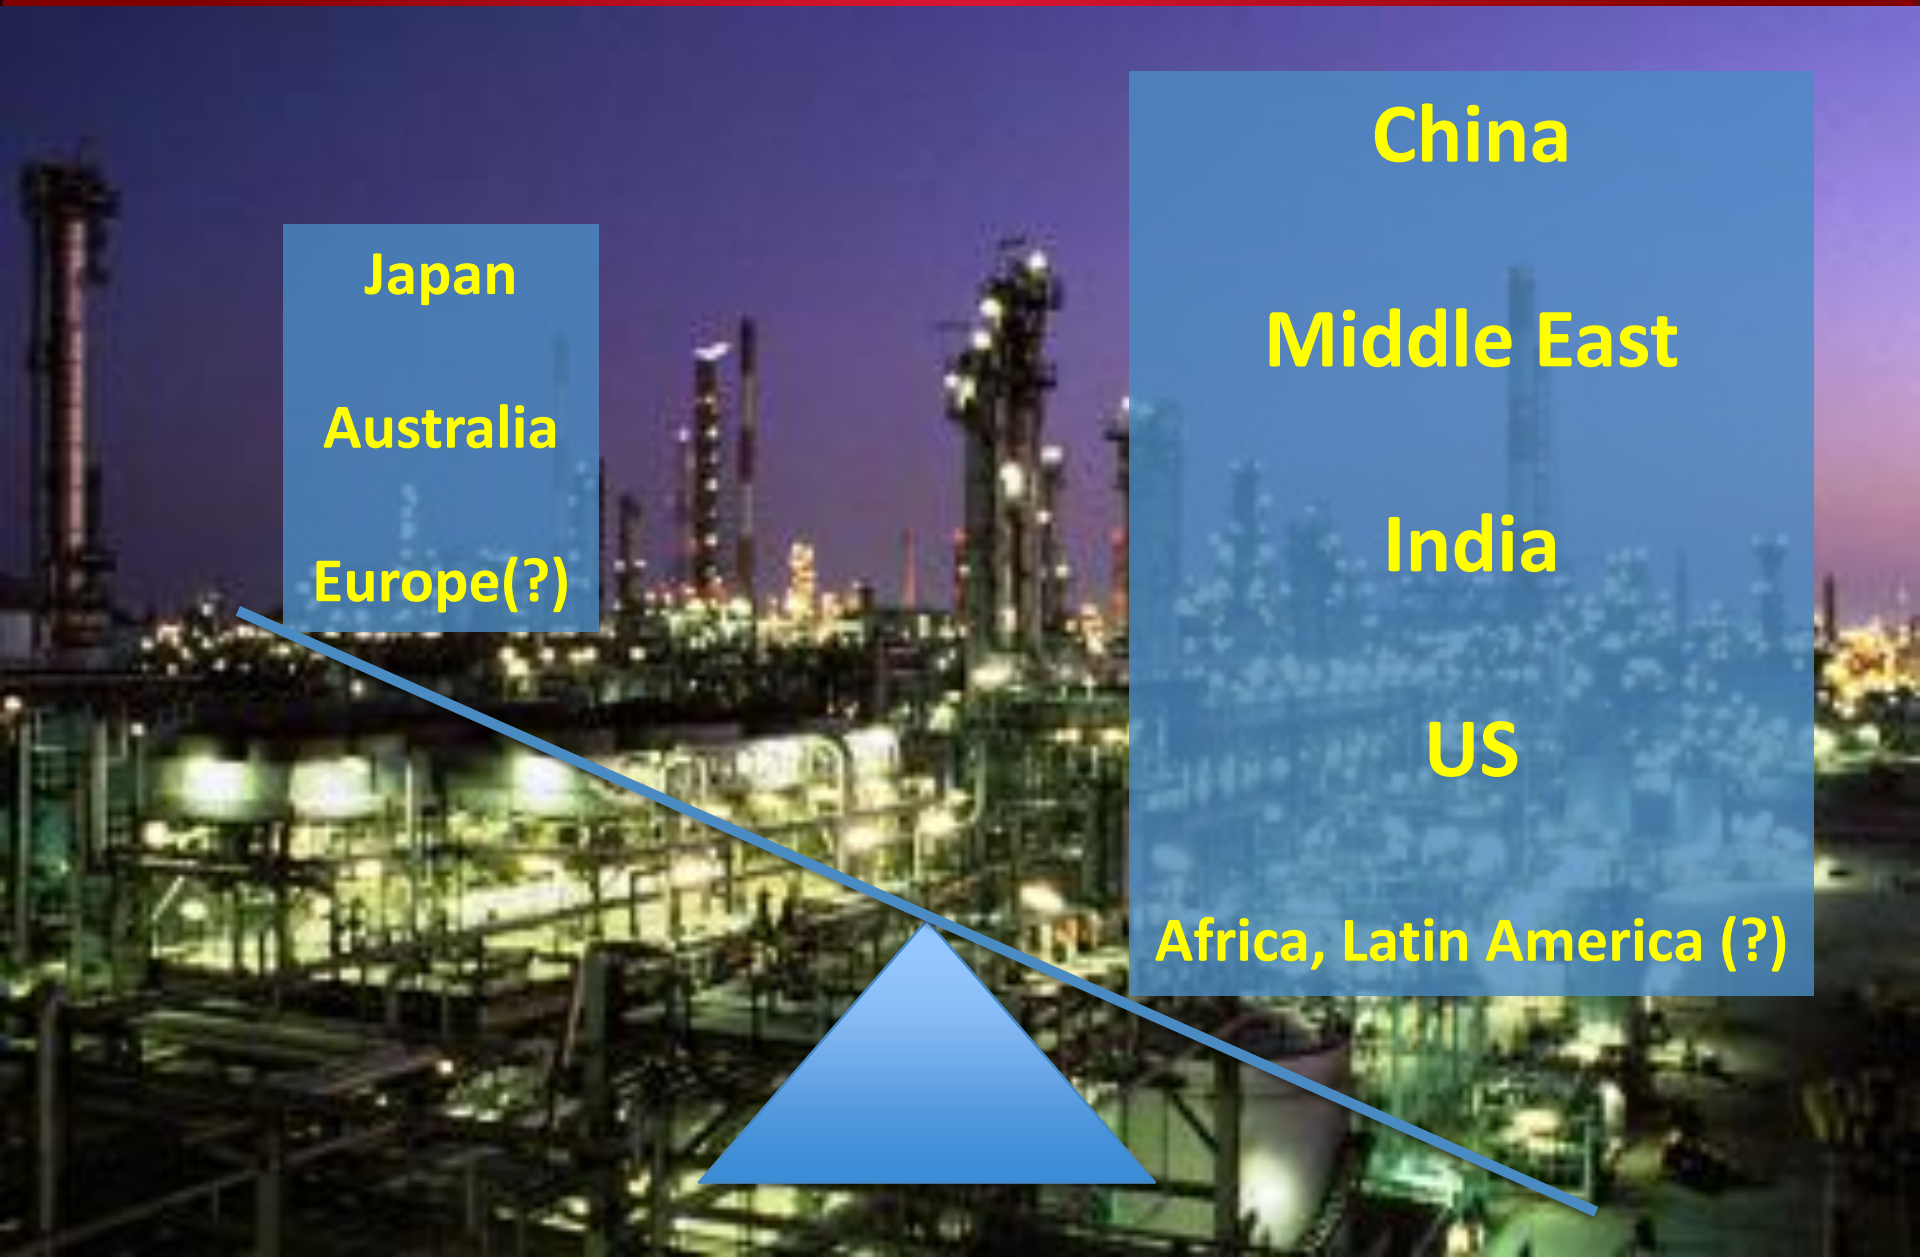 Japan
Australia
Europe(?)
China
Middle East
India
US
Africa, Latin America (?)